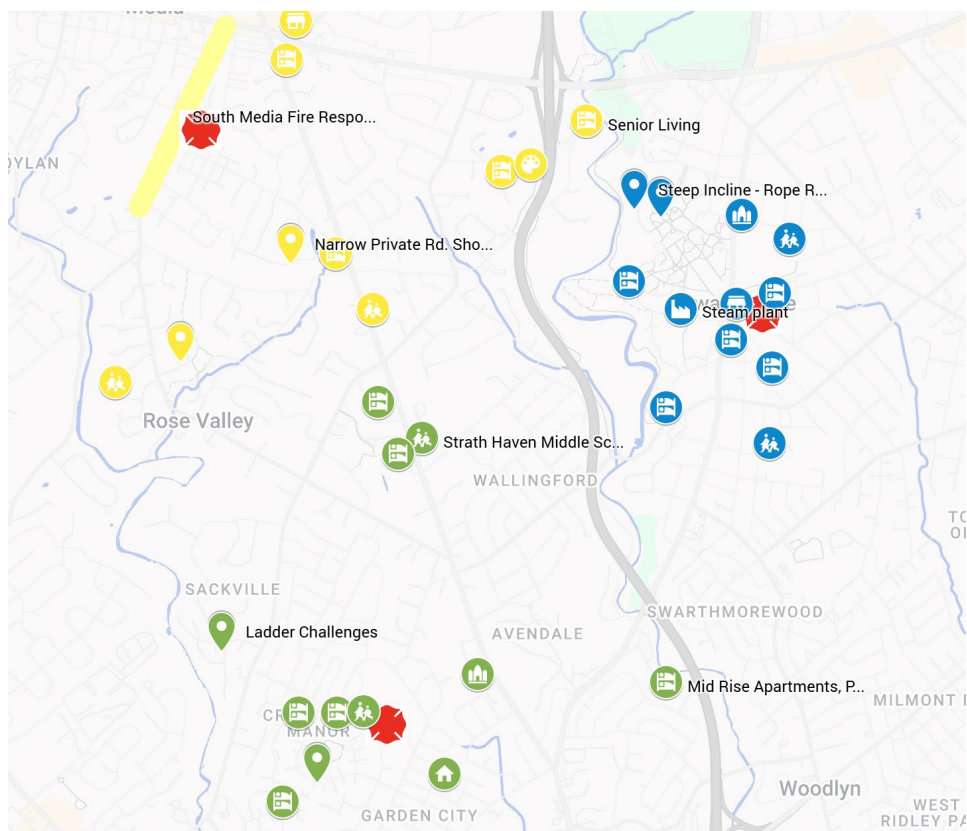 Media
South Media Fire Respo...
Senior Living
Steep Incline - Rope R...
Narrow Private Rd. Sho...
Steam plant
Rose Valley
Strath Haven Middle Sc...
WALLINGFORD
SACKVILLE
SWARTHMOREWOOD
Ladder Challenges
AVENDALE
Mid Rise Apartments, P...
MILMONT
MANOR
Woodlyn
GARDEN CITY
WEST
RIDLEY PA